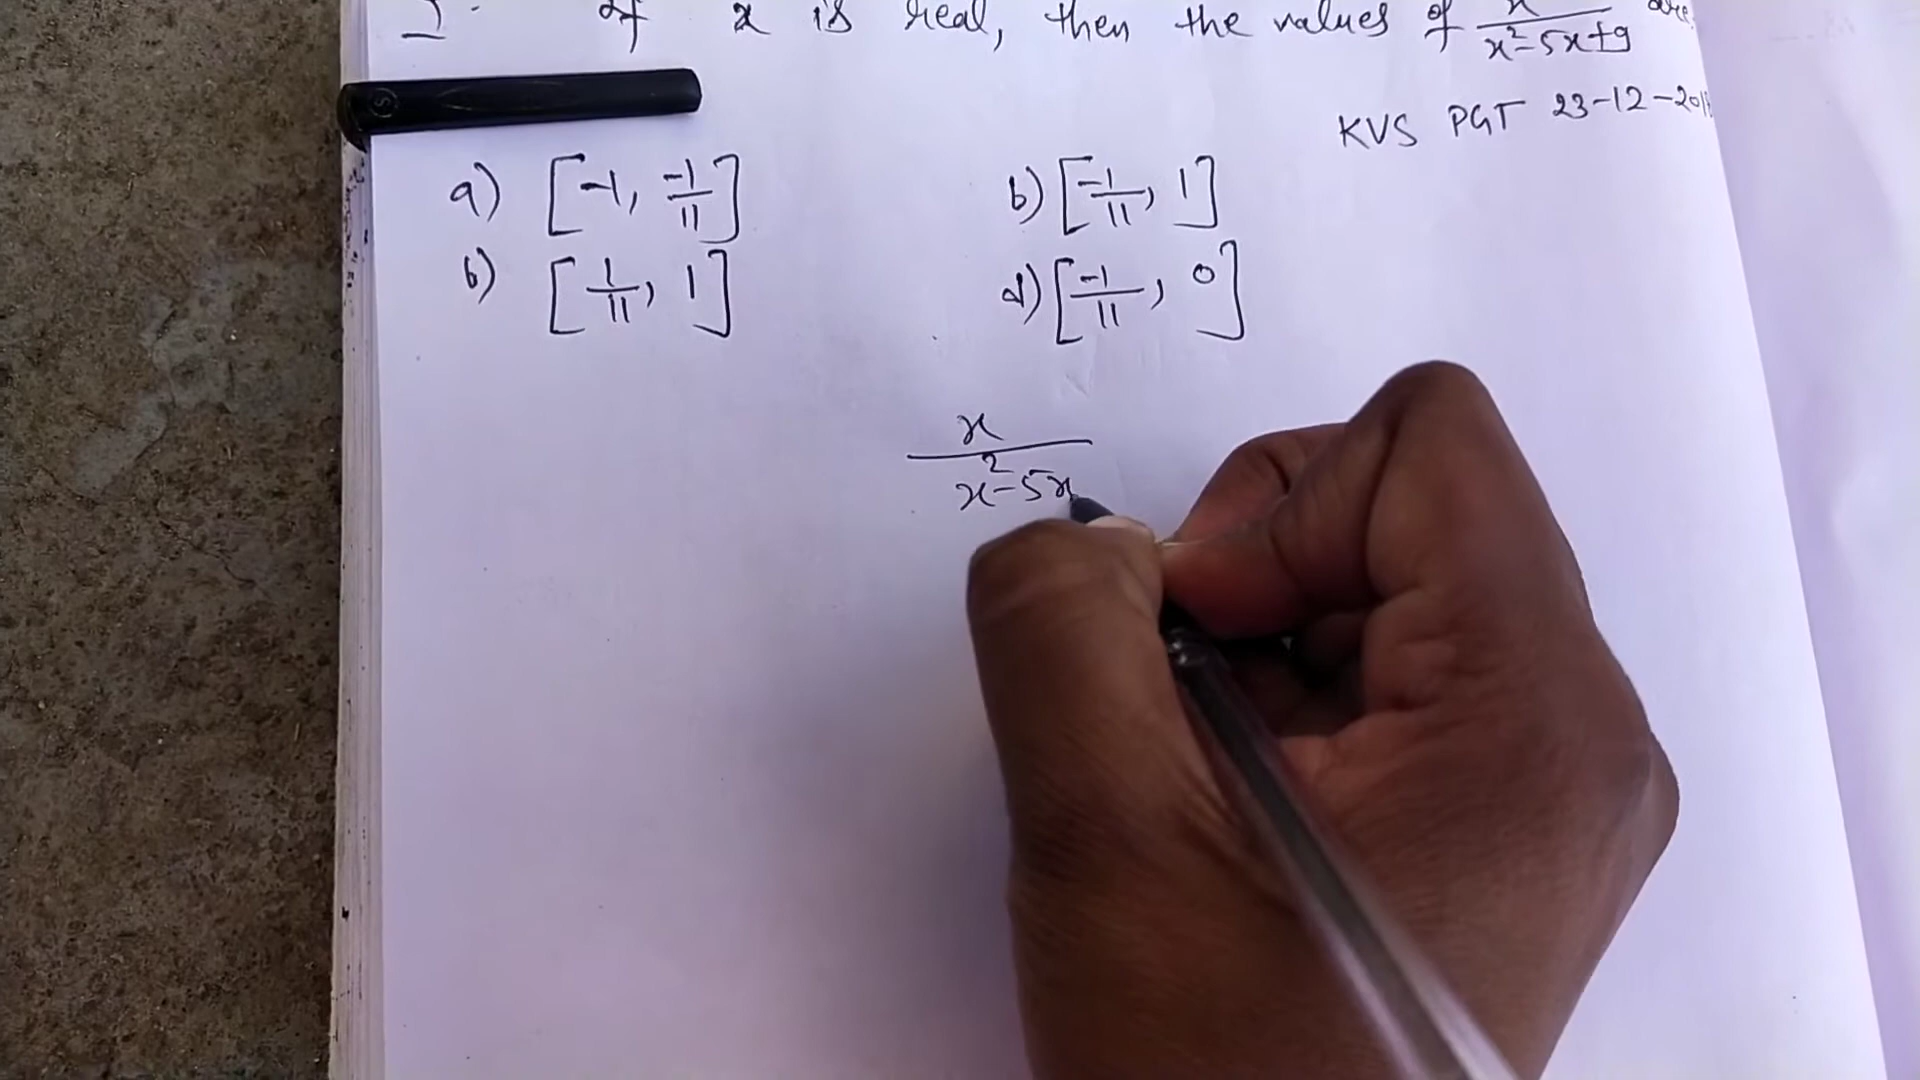 If x is real, then the values of x/x²-5x+9 are
KVS PGT 23-12-2018
a) [-1, -1/11] b) [-1/11, 1]
b) [1/11, 1] d) [-1/11, 0]
x
x²-5x